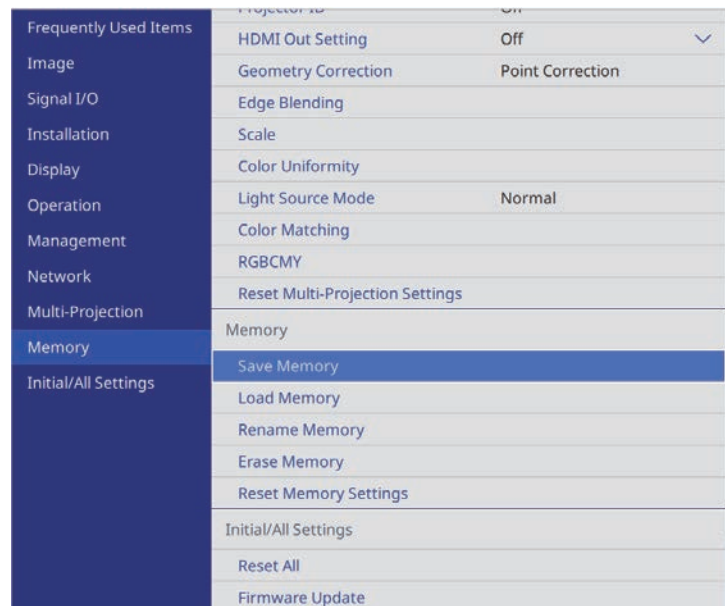 Frequently Used Items
Image
Signal I/O
Installation
Display
Operation
Management
Network
Multi-Projection
Memory
Initial/All Settings
Projector ID Off
HDMI Out Setting Off
Geometry Correction Point Correction
Edge Blending
Scale
Color Uniformity
Light Source Mode Normal
Color Matching
RGBCMY
Reset Multi-Projection Settings
Memory
Save Memory
Load Memory
Rename Memory
Erase Memory
Reset Memory Settings
Initial/All Settings
Reset All
Firmware Update